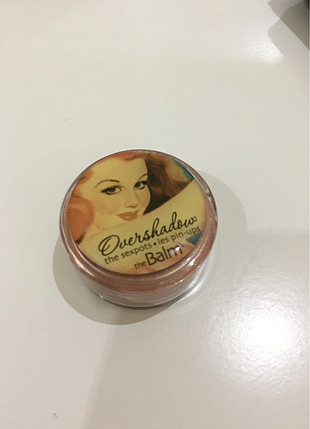 Overshadow
the sexpots • les pin-ups
theBalm